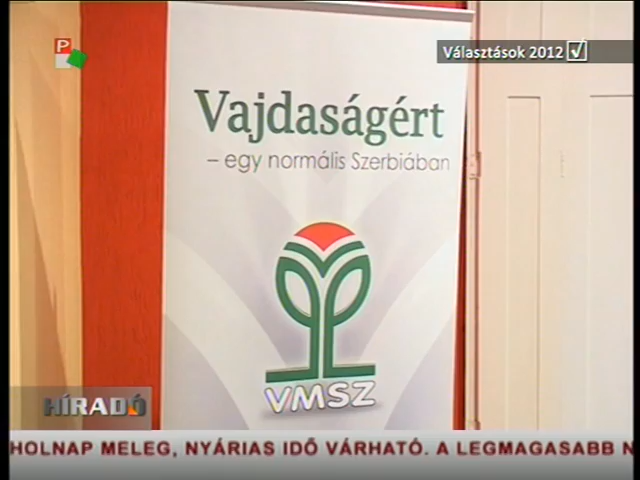 P
Választások 2012
Vajdaságért
– egy normális Szerbiában
VMSZ
HÍRADÓ
HOLNAP MELEG, NYÁRIAS IDŐ VÁRHATÓ. A LEGMAGASABB N